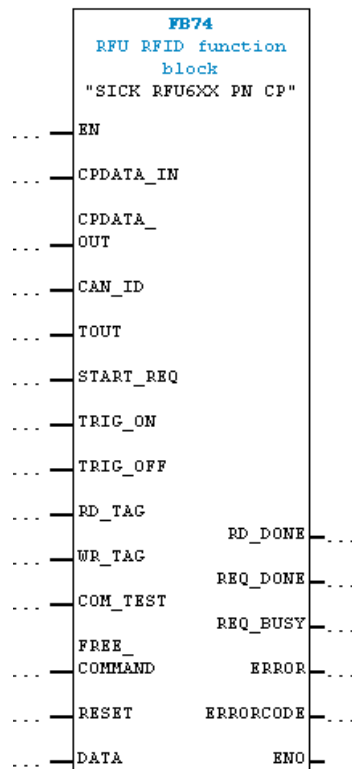 FB74
RFU RFID function
block
"SICK RFU6XX PN CP"
... EN
... CPDATA_IN
CPDATA_
... OUT
... CAN_ID
... TOUT
... START_REQ
... TRIG_ON
... TRIG_OFF
... RD_TAG
RD_DONE ...
... WR_TAG
REQ_DONE ...
... COM_TEST
REQ_BUSY ...
FREE_
... COMMAND ERROR ...
... RESET ERRORCODE ...
... DATA ENO